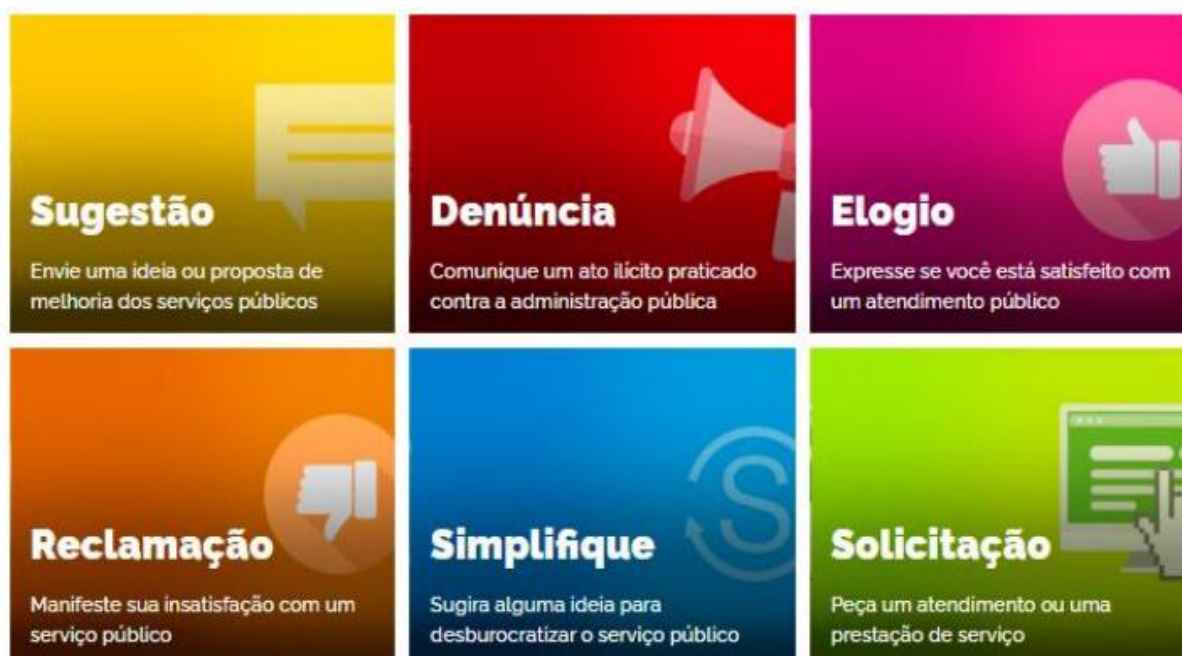 Sugestão
Envie uma ideia ou proposta de
melhoria dos serviços públicos
Denúncia
Comunique um ato ilícito praticado
contra a administração pública
Elogio
Expresse se você está satisfeito com
um atendimento público
Reclamação
Manifeste sua insatisfação com um
serviço público
S
Simplifique
Sugira alguma ideia para
desburocratizar o serviço público
Solicitação
Peça um atendimento ou uma
prestação de serviço